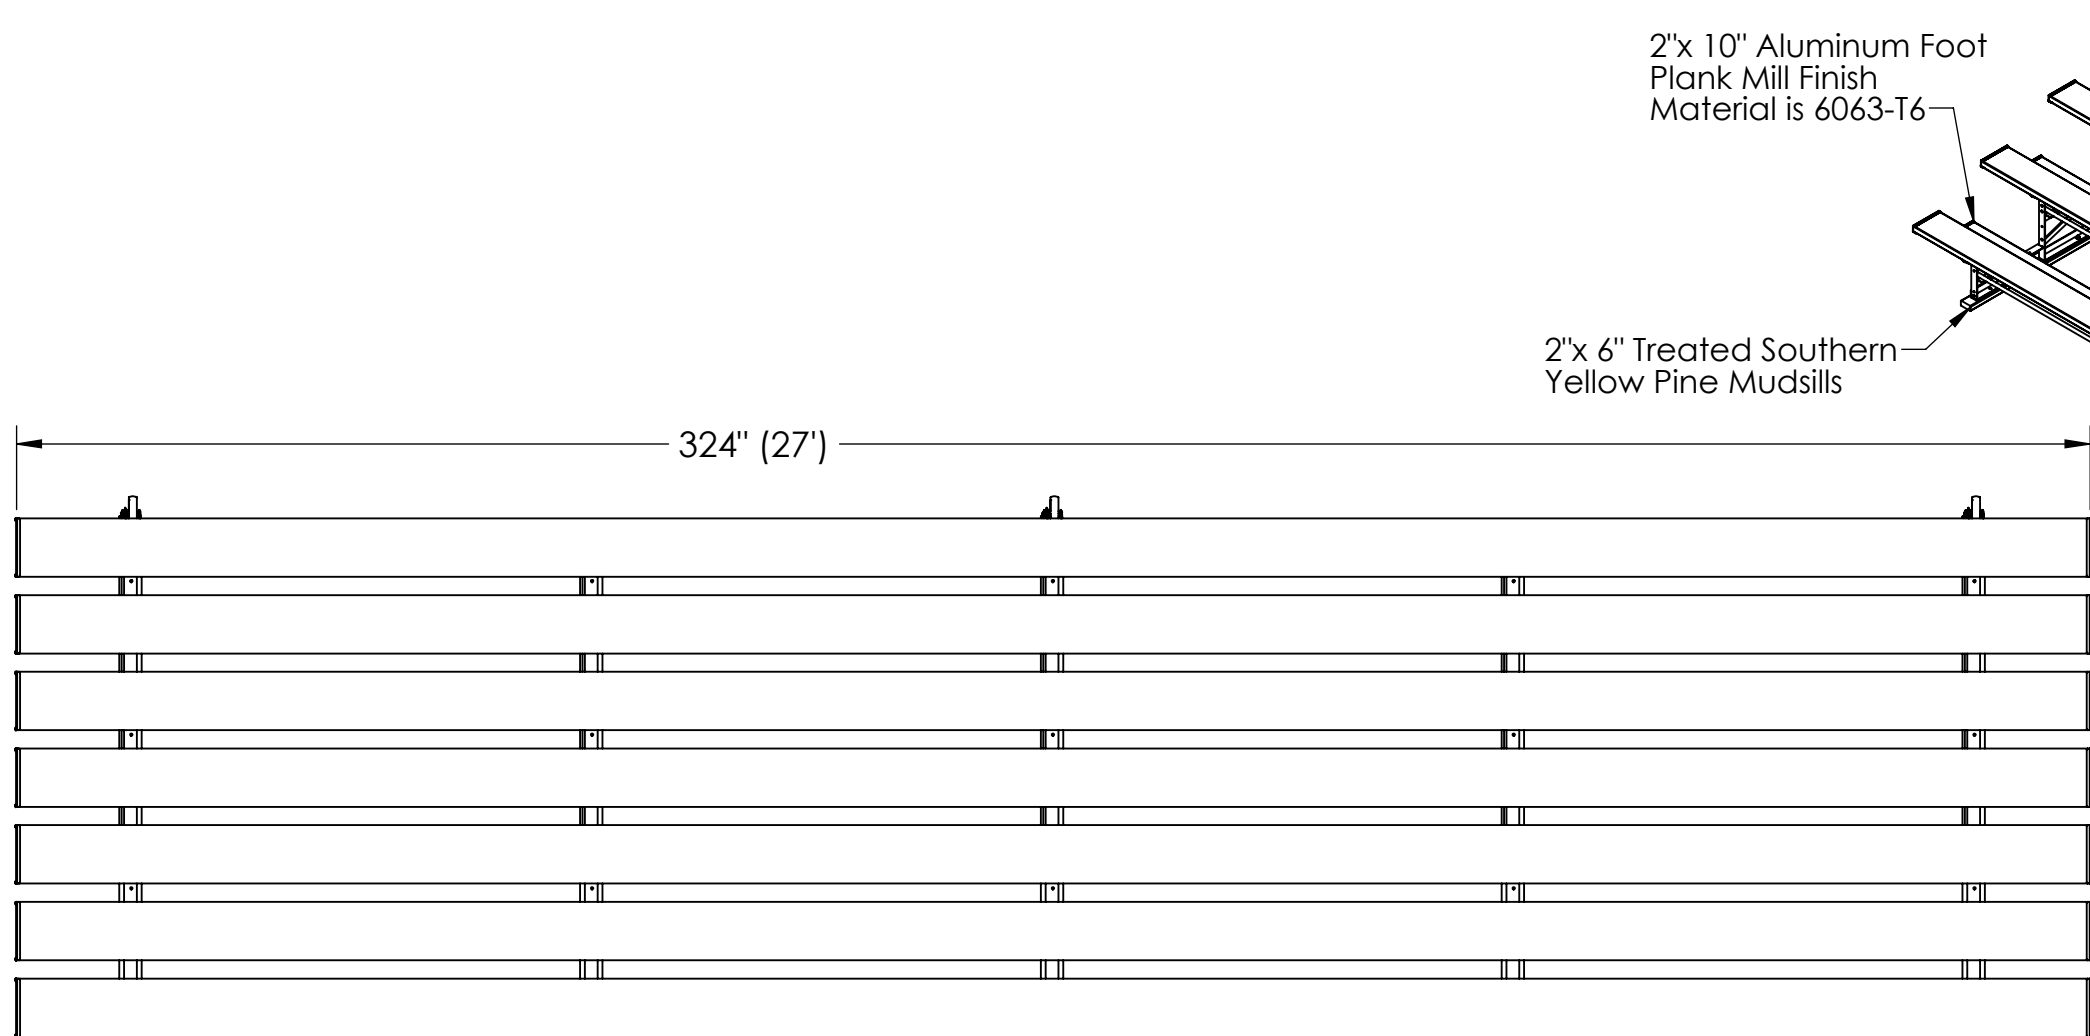 2"x 10" Aluminum Foot
Plank Mill Finish
Material is 6063-T6
2"x 6" Treated Southern
Yellow Pine Mudsills
324" (27')